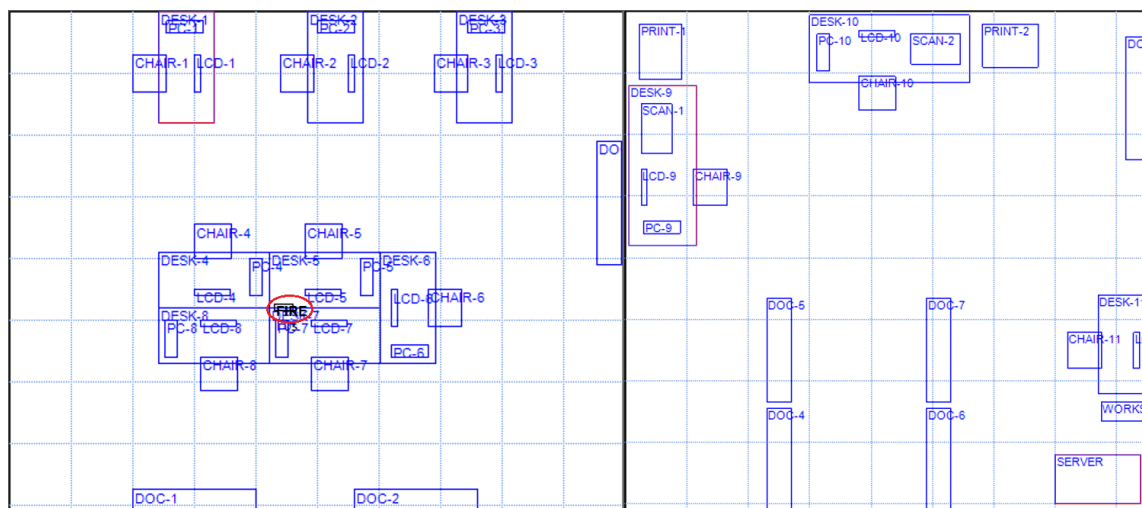 DESK-1
PC-1
CHAIR-1
LCD-1
DESK-2
PC-2
CHAIR-2
LCD-2
DESK-3
PC-3
CHAIR-3
LCD-3
DO
CHAIR-4
CHAIR-5
DESK-4
PC-4
DESK-5
PC-5
DESK-6
LCD-4
LCD-5
LCD-6
CHAIR-6
FIRE
DESK-8
PC-8
LCD-8
PC-7
LCD-7
PC-6
CHAIR-8
CHAIR-7
DOC-1
DOC-2
PRINT-1
DESK-10
PC-10
LCD-10
SCAN-2
PRINT-2
DO
CHAIR-10
DESK-9
SCAN-1
LCD-9
CHAIR-9
PC-9
DOC-5
DOC-7
DESK-11
CHAIR-11
L
DOC-4
DOC-6
WORKS
SERVER